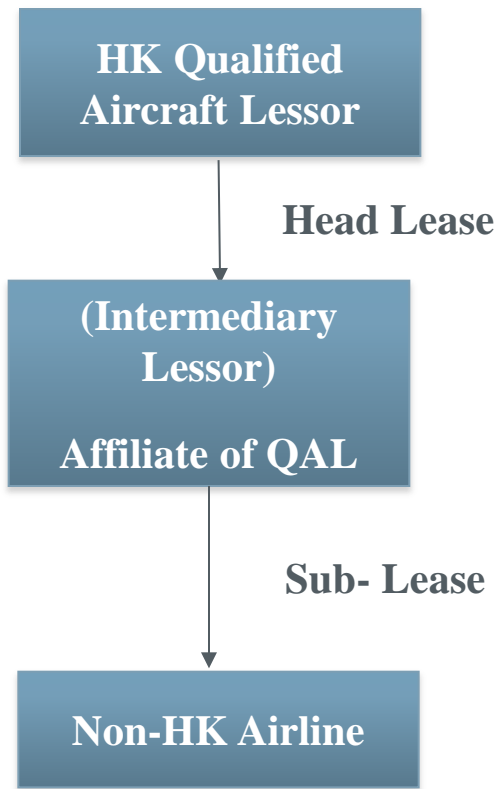 HK Qualified
Aircraft Lessor
Head Lease
(Intermediary
Lessor)
Affiliate of QAL
Sub- Lease
Non-HK Airline